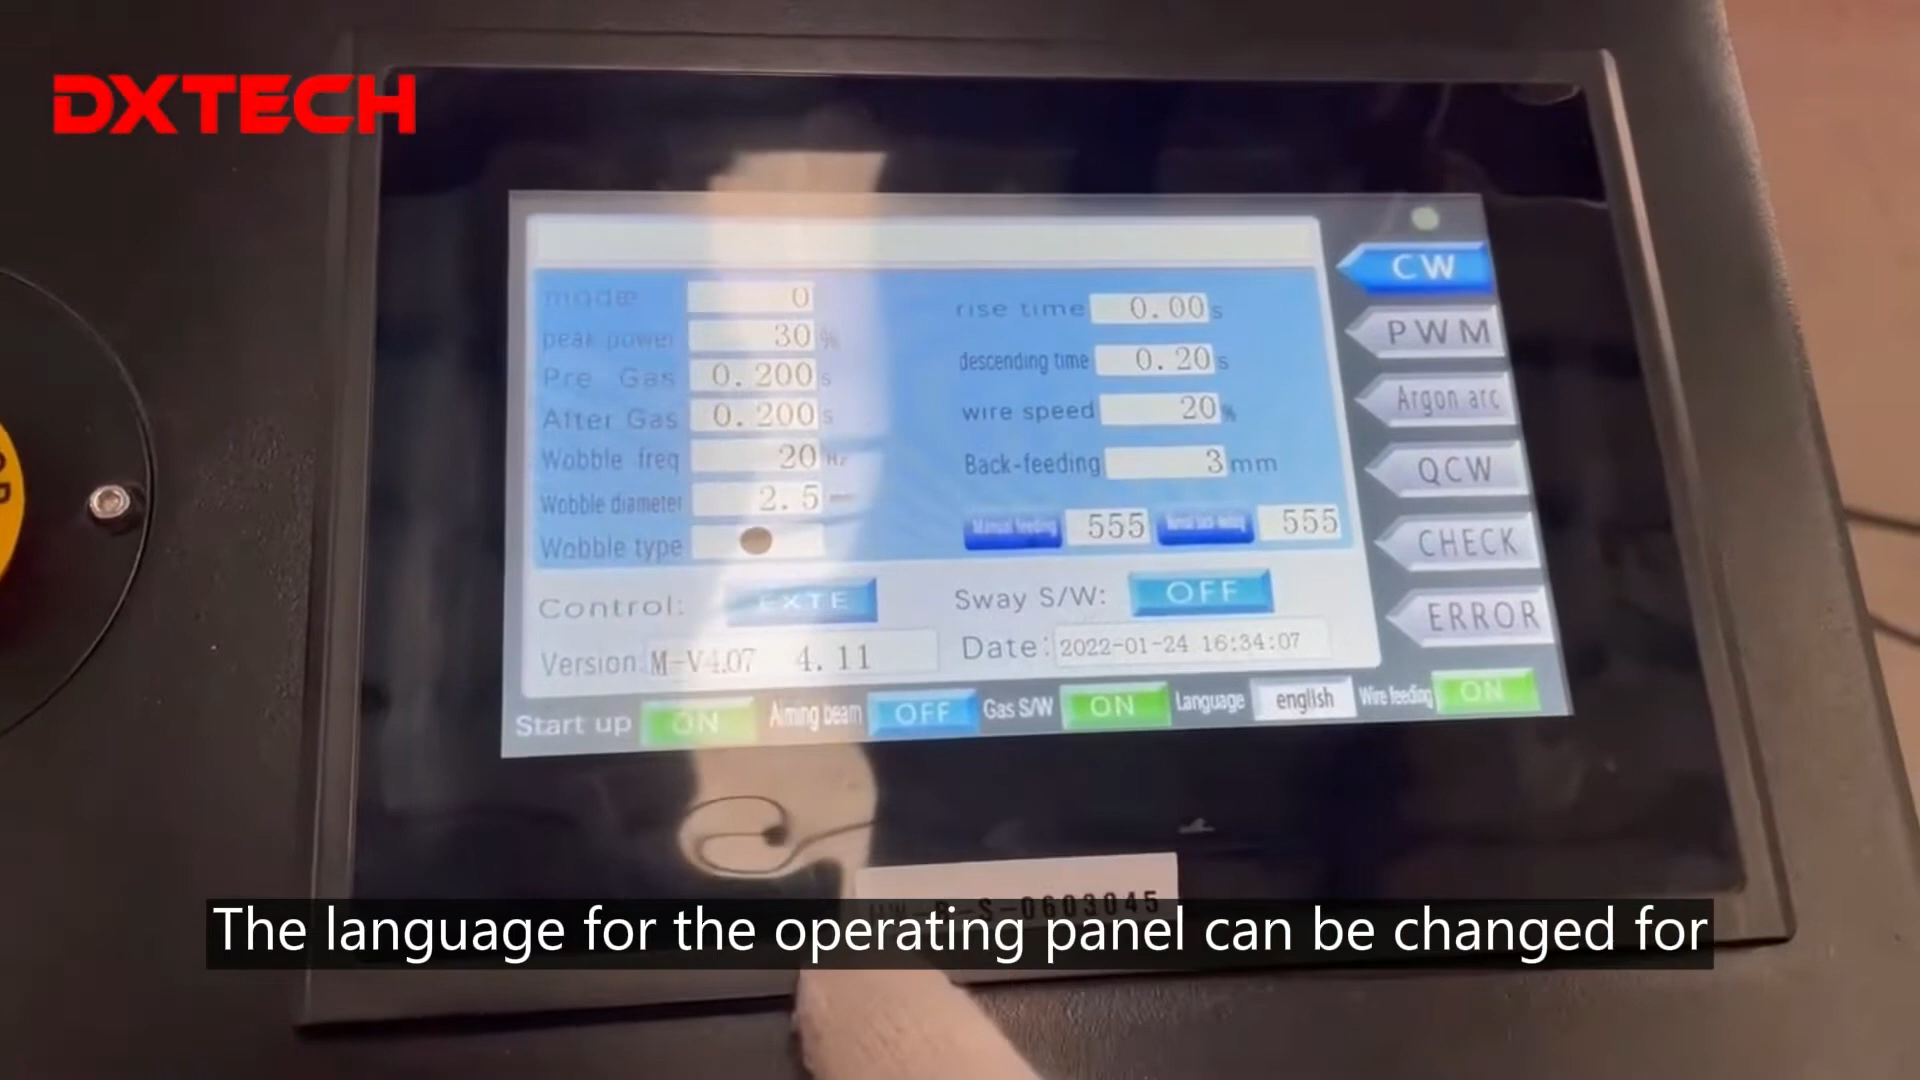 DXTECH
mode 0
peak power 30 %
Pre Gas 0.200 s
After Gas 0.200 s
Wobble freq 20 Hz
Wobble diameter 2.5 mm
Wobble type
rise time 0.00 s
descending time 0.20 s
wire speed 20 %
Back-feeding 3 mm
Manual feeding 555 555
Control: EXTE
Sway S/W: OFF
Version: M-V4.07 4.11
Date: 2022-01-24 16:34:07
CW
PWM
Argon arc
QCW
CHECK
ERROR
Start up ON Aiming beam OFF Gas S/W ON Language english Wire feeding ON
S-0603045
The language for the operating panel can be changed for